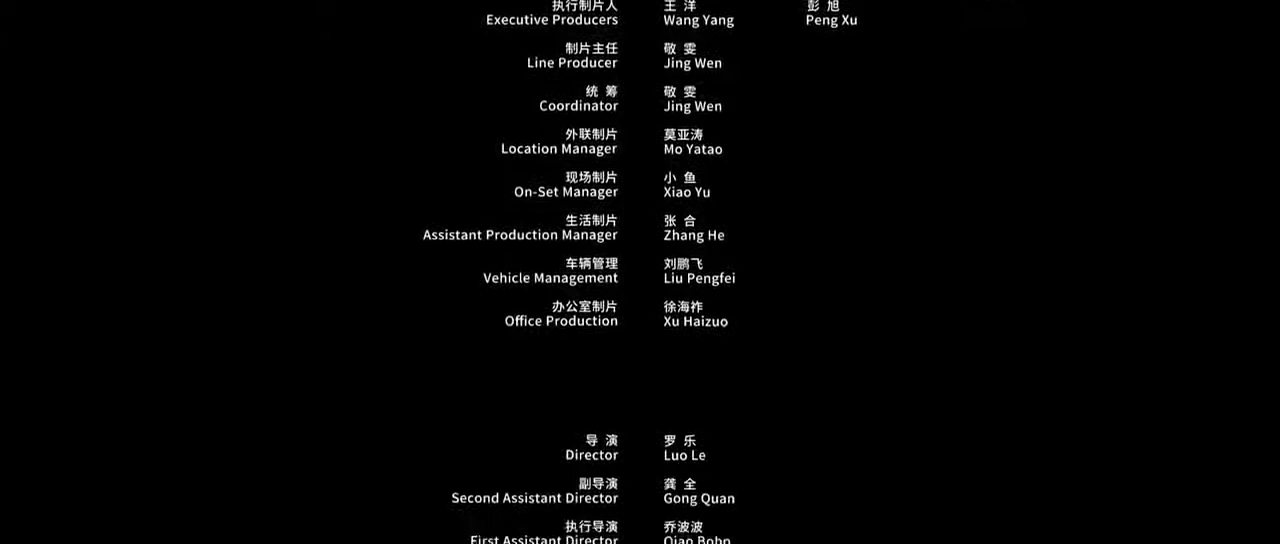 执行制片人 王 洋 彭 旭
Executive Producers Wang Yang Peng Xu
制片主任 敬 雯
Line Producer Jing Wen
统 筹 敬 雯
Coordinator Jing Wen
外联制片 莫亚涛
Location Manager Mo Yatao
现场制片 小 鱼
On-Set Manager Xiao Yu
生活制片 张 合
Assistant Production Manager Zhang He
车辆管理 刘鹏飞
Vehicle Management Liu Pengfei
办公室制片 徐海祚
Office Production Xu Haizuo
导 演 罗 乐
Director Luo Le
副导演 龚 全
Second Assistant Director Gong Quan
执行导演 乔波波
First Assistant Director Qiao Bobo